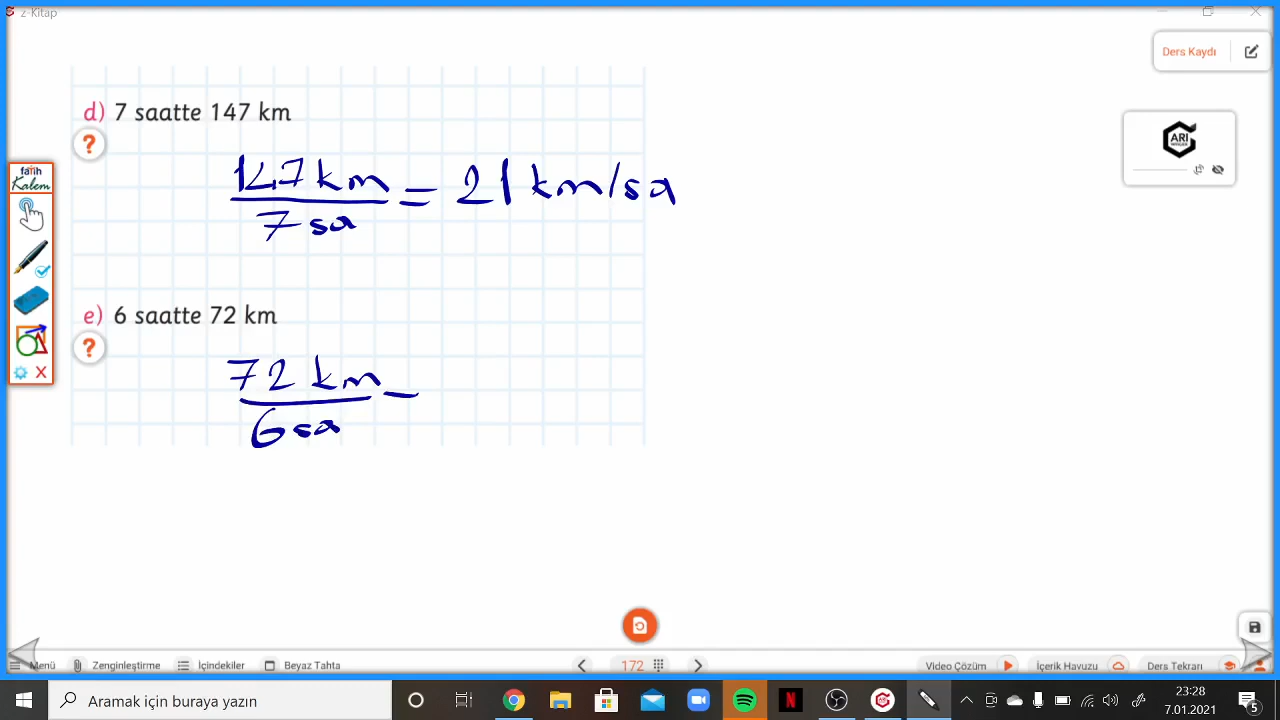 z-Kitap
Ders Kaydı
d) 7 saatte 147 km
?
ARI
147 km = 21 km/sa
7 sa
fatih
Kalem
e) 6 saatte 72 km
?
72 km
6 sa
Menü
Zenginleştirme
İçindekiler
Beyaz Tahta
172
Video Çözüm
İçerik Havuzu
Ders Tekrarı
Aramak için buraya yazın
23:28
7.01.2021
5